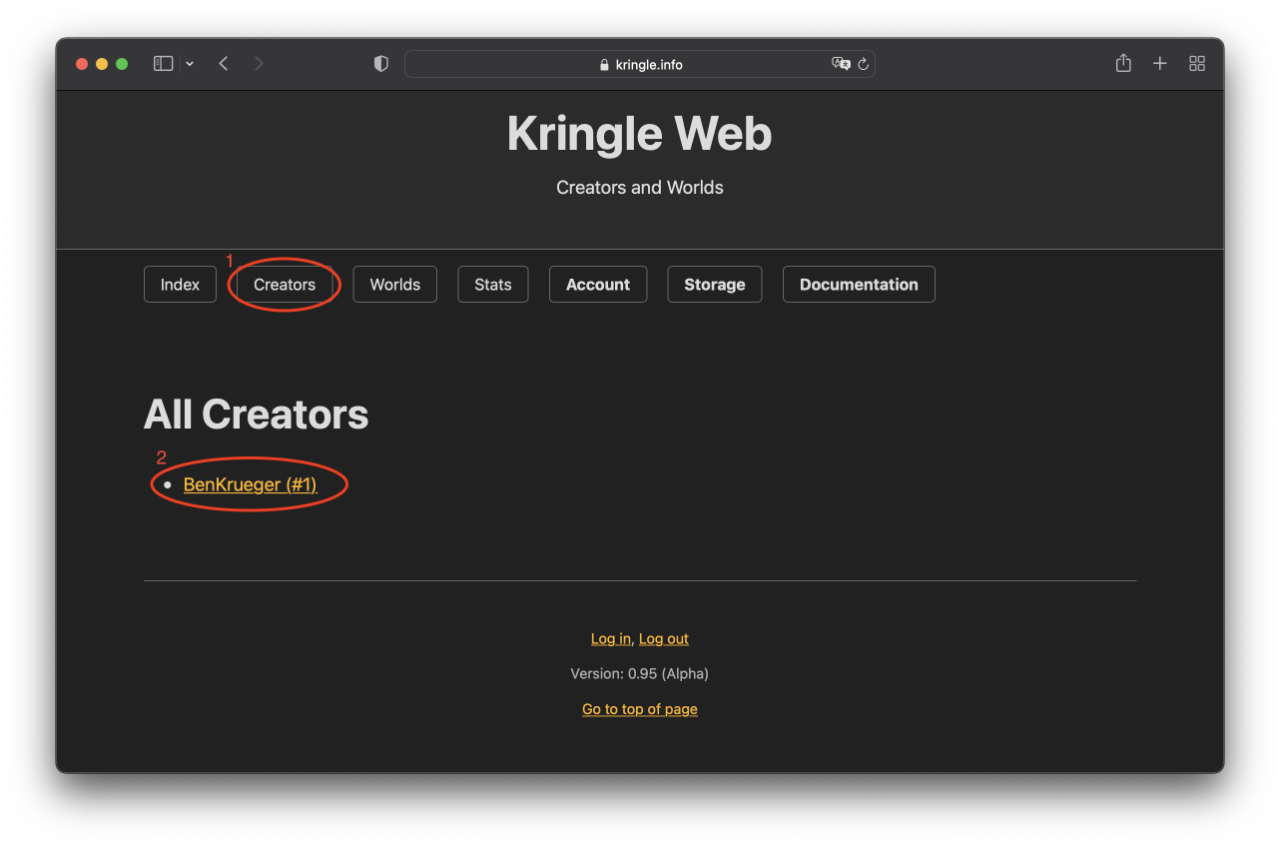 kringle.info
Kringle Web
Creators and Worlds
1
Index Creators Worlds Stats Account Storage Documentation
All Creators
2
• BenKrueger (#1)
Log in, Log out
Version: 0.95 (Alpha)
Go to top of page